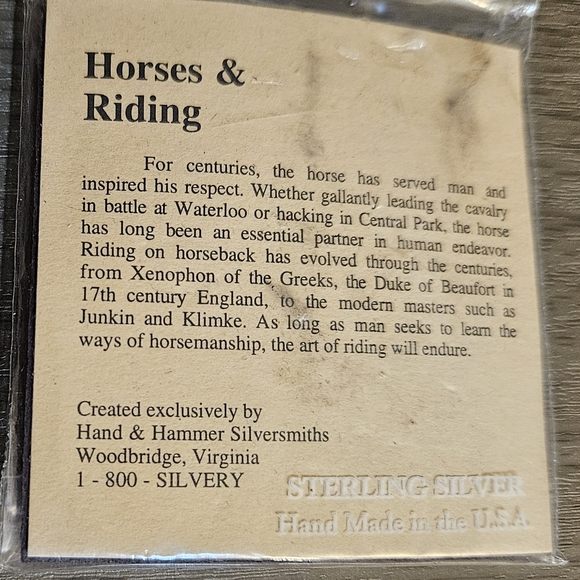 Horses &
Riding
For centuries, the horse has served man and
inspired his respect. Whether gallantly leading the cavalry
in battle at Waterloo or hacking in Central Park, the horse
has long been an essential partner in human endeavor.
Riding on horseback has evolved through the centuries,
from Xenophon of the Greeks, the Duke of Beaufort in
17th century England, to the modern masters such as
Junkin and Klimke. As long as man seeks to learn the
ways of horsemanship, the art of riding will endure.
Created exclusively by
Hand & Hammer Silversmiths
Woodbridge, Virginia
1 - 800 - SILVERY
STERLING SILVER
Hand Made in the U.S.A.